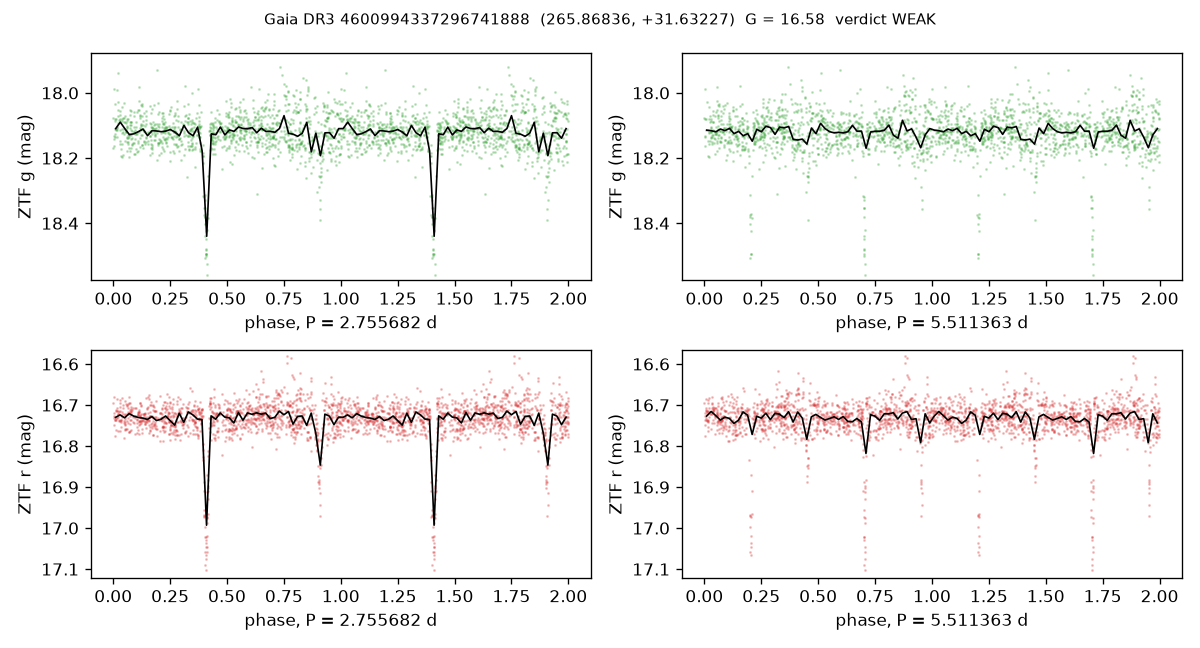 Gaia DR3 4600994337296741888 (265.86836, +31.63227) G = 16.58 verdict WEAK
ZTF g (mag)
18.0
18.2
18.4
0.00 0.25 0.50 0.75 1.00 1.25 1.50 1.75 2.00
phase, P = 2.755682 d
ZTF g (mag)
18.0
18.2
18.4
0.00 0.25 0.50 0.75 1.00 1.25 1.50 1.75 2.00
phase, P = 5.511363 d
ZTF r (mag)
16.6
16.7
16.8
16.9
17.0
17.1
0.00 0.25 0.50 0.75 1.00 1.25 1.50 1.75 2.00
phase, P = 2.755682 d
ZTF r (mag)
16.6
16.7
16.8
16.9
17.0
17.1
0.00 0.25 0.50 0.75 1.00 1.25 1.50 1.75 2.00
phase, P = 5.511363 d